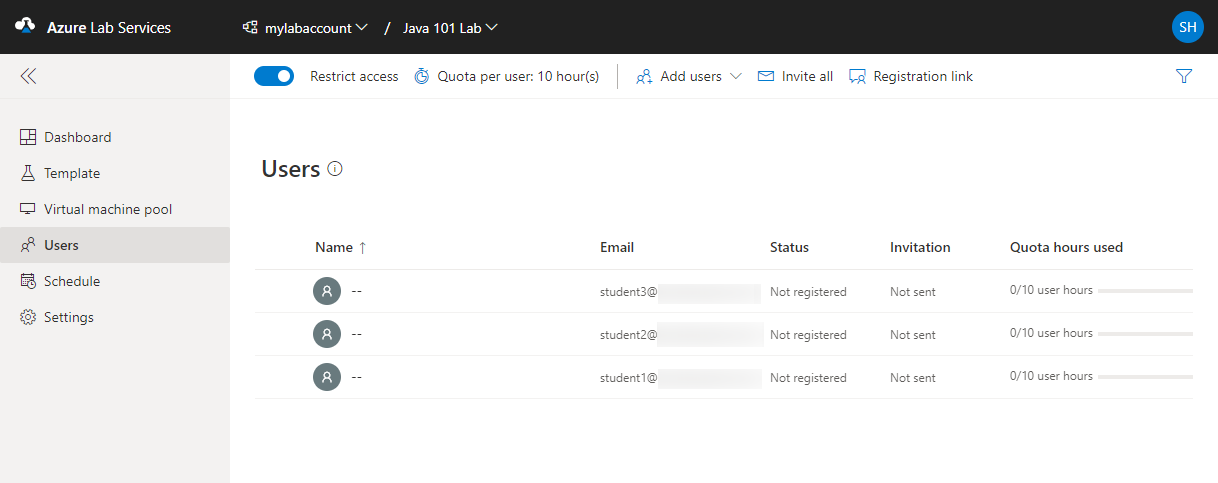 Azure Lab Services mylabaccount / Java 101 Lab SH
Restrict access Quota per user: 10 hour(s) Add users Invite all Registration link
Dashboard
Template
Virtual machine pool
Users
Schedule
Settings
Users
Name ↑ Email Status Invitation Quota hours used
-- student3@ Not registered Not sent 0/10 user hours
-- student2@ Not registered Not sent 0/10 user hours
-- student1@ Not registered Not sent 0/10 user hours